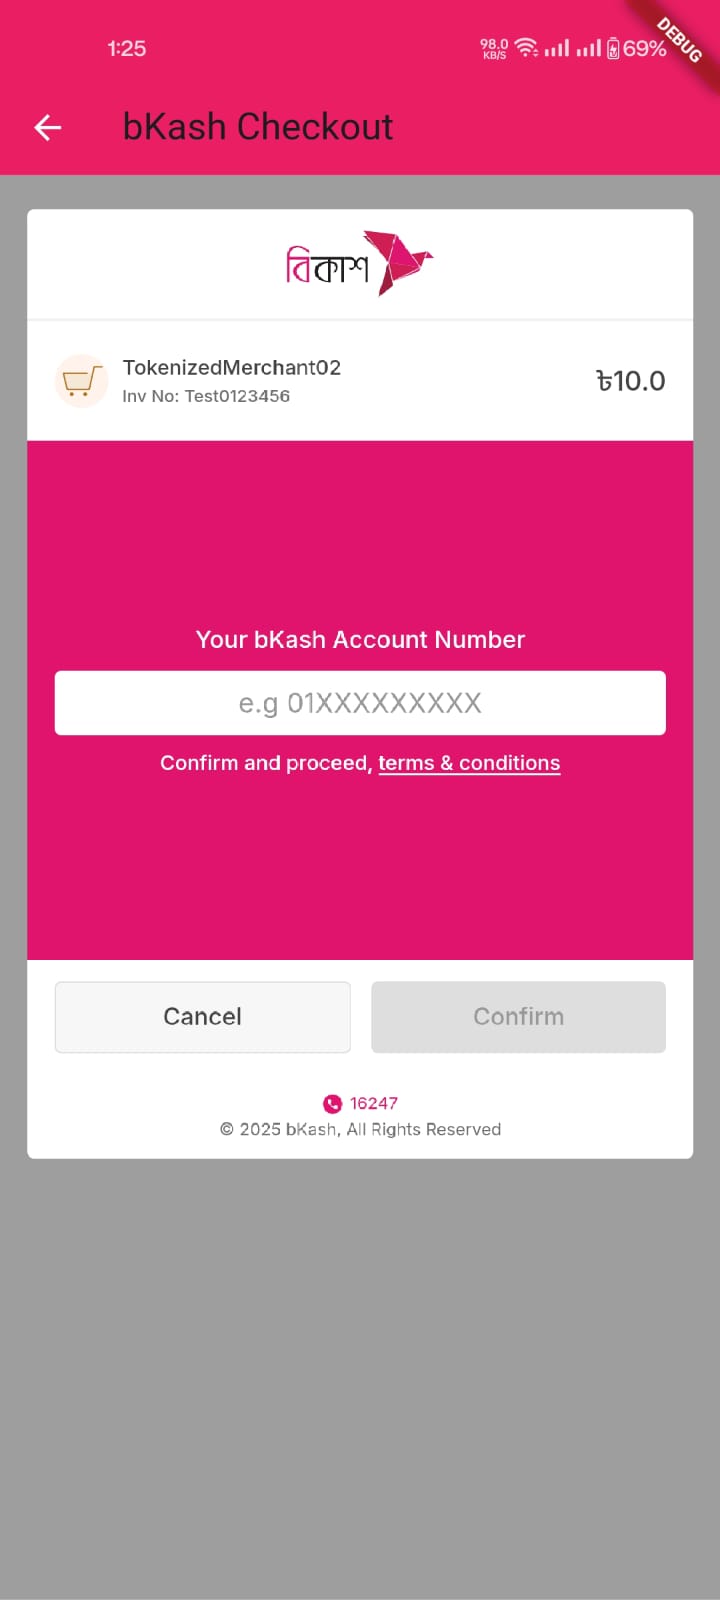 1:25
98.0
KB/S
69%
DEBUG
bKash Checkout
বিকাশ
TokenizedMerchant02
Inv No: Test0123456
৳10.0
Your bKash Account Number
e.g 01XXXXXXXXX
Confirm and proceed, terms & conditions
Cancel
Confirm
16247
© 2025 bKash, All Rights Reserved